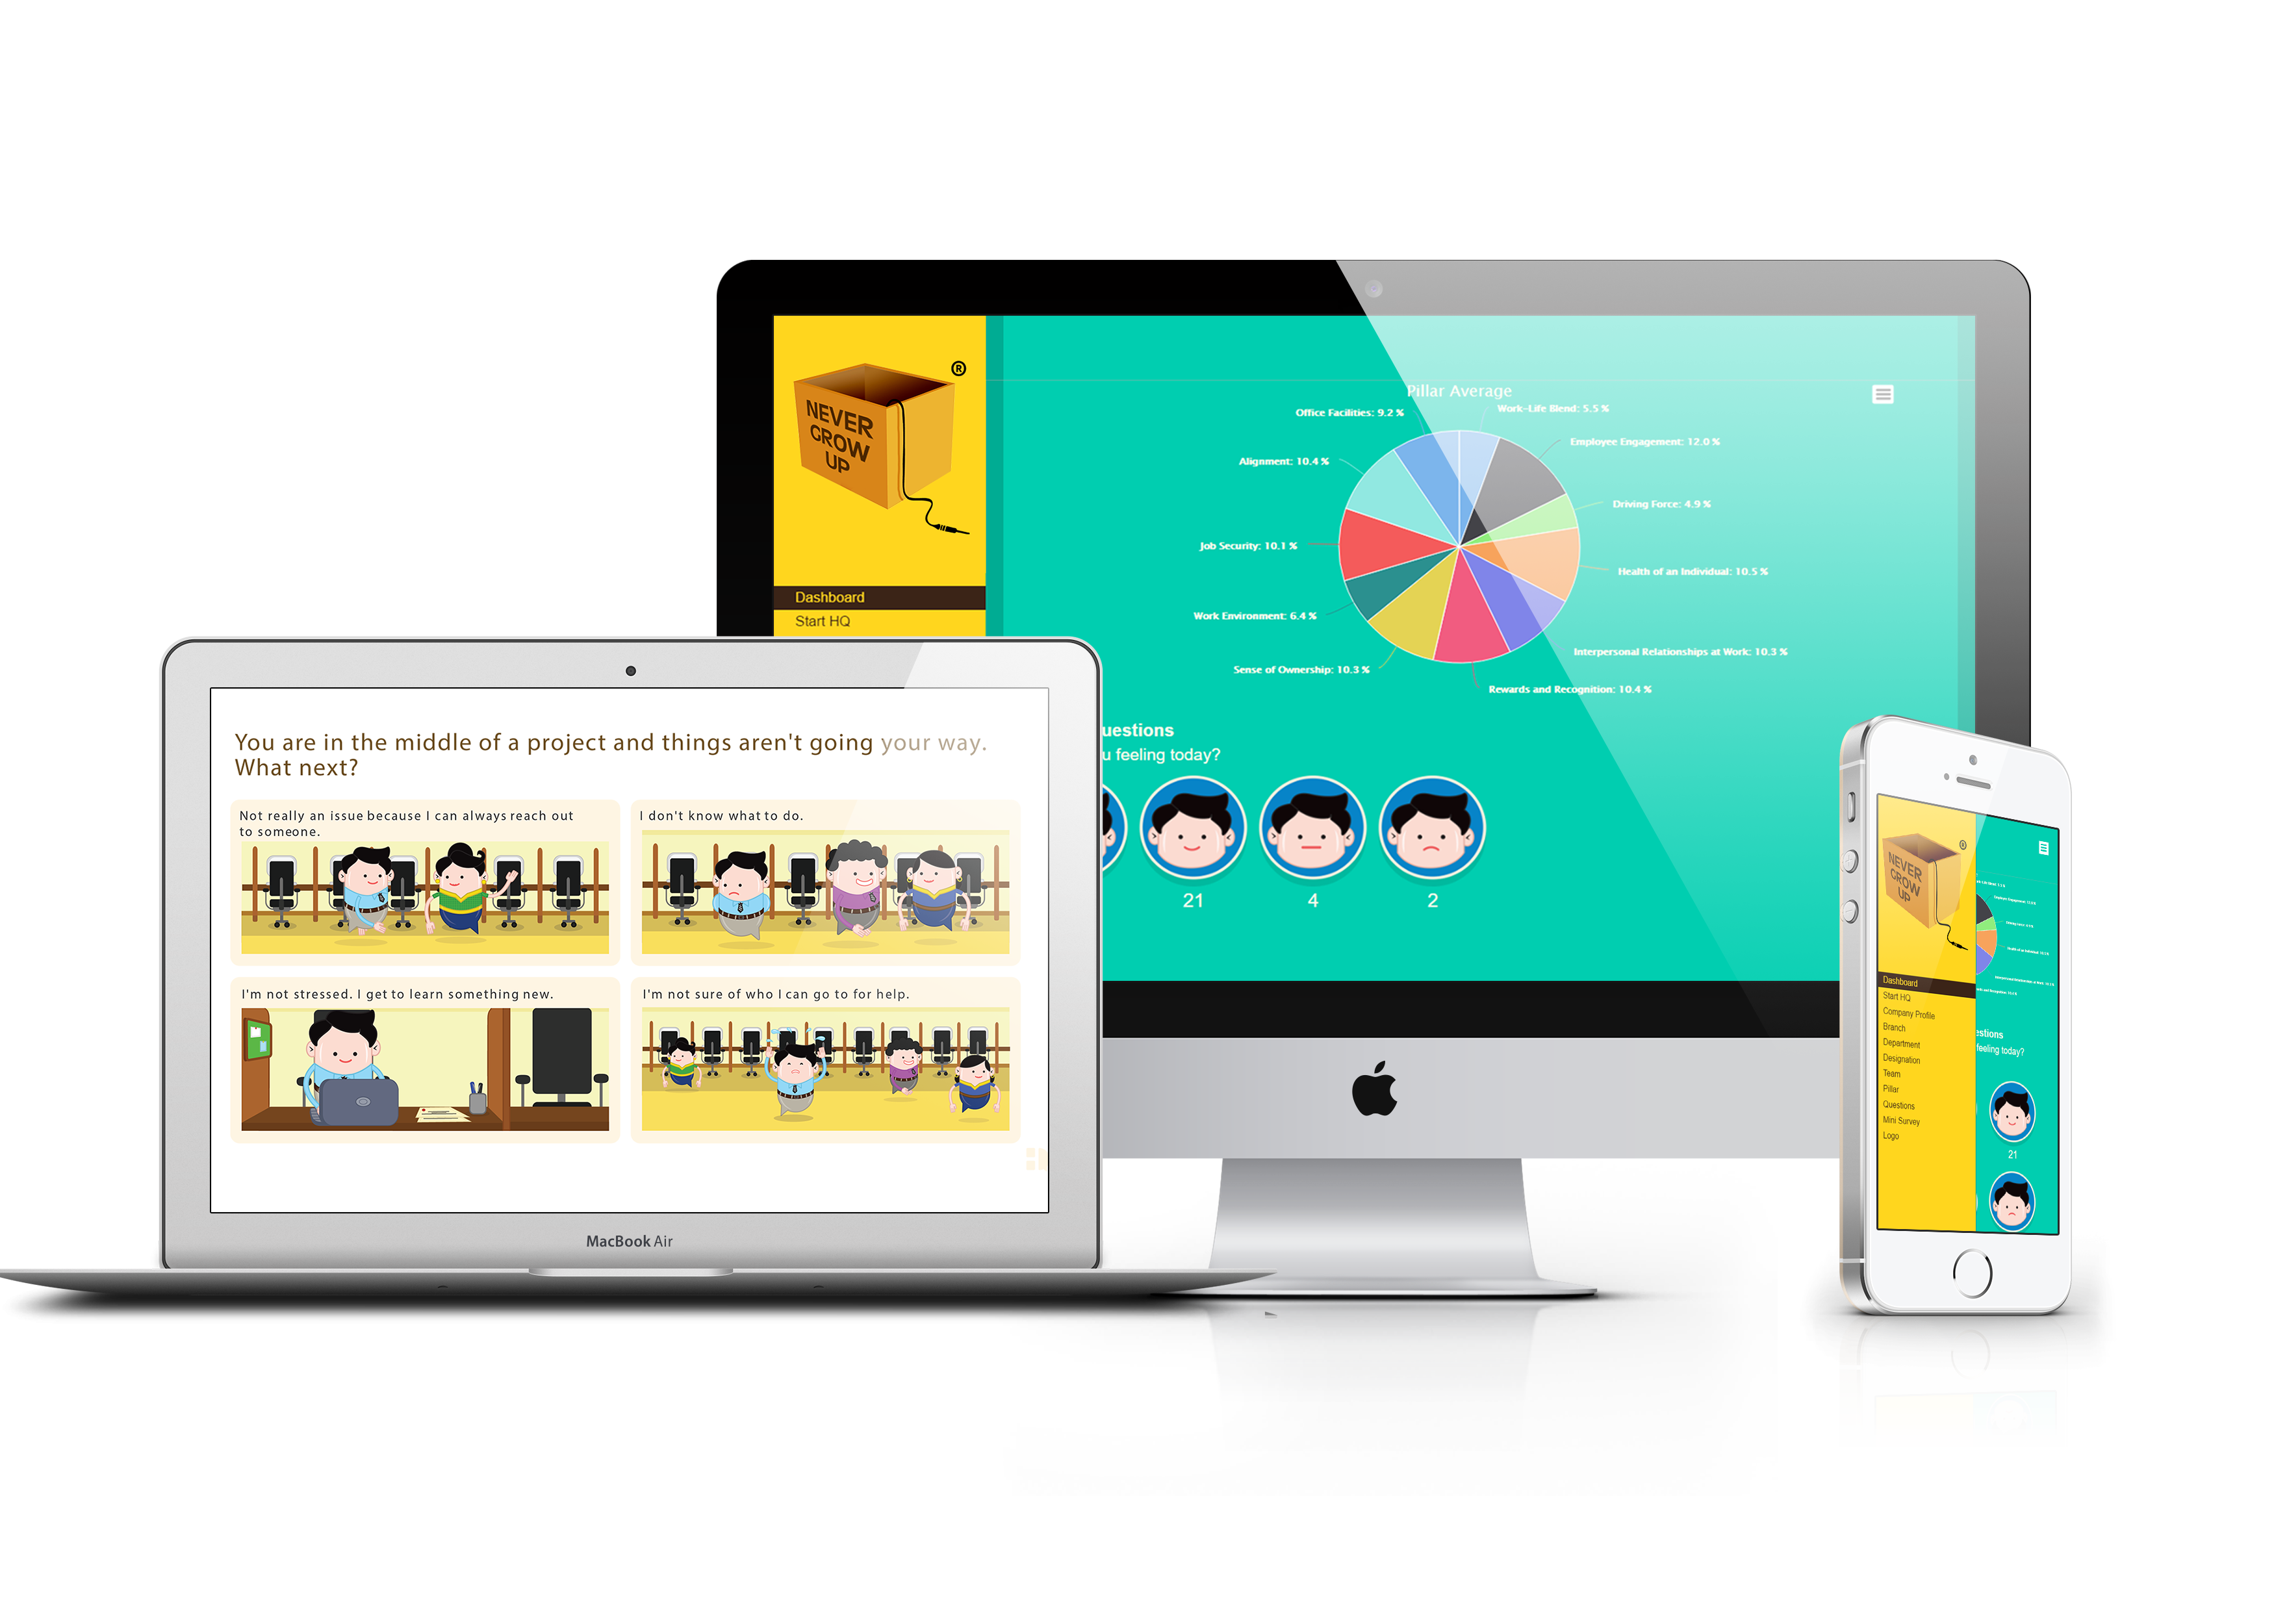 NEVER
GROW
UP
®
Dashboard
Start HQ
Pillar Average
Office Facilities: 9.2 %
Work-Life Blend: 5.5 %
Employee Engagement: 12.0 %
Alignment: 10.4 %
Driving Force: 4.9 %
Job Security: 10.1 %
Health of an Individual: 10.5 %
Work Environment: 6.4 %
Interpersonal Relationships at Work: 10.3 %
Sense of Ownership: 10.3 %
Rewards and Recognition: 10.4 %
uestions
u feeling today?
21
4
2
You are in the middle of a project and things aren't going your way.
What next?
Not really an issue because I can always reach out
to someone.
I don't know what to do.
I'm not stressed. I get to learn something new.
I'm not sure of who I can go to for help.
MacBook Air
NEVER
GROW
UP
®
Dashboard
Start HQ
Company Profile
Branch
Department
Designation
Team
Pillar
Questions
Mini Survey
Logo
estions
feeling today?
21